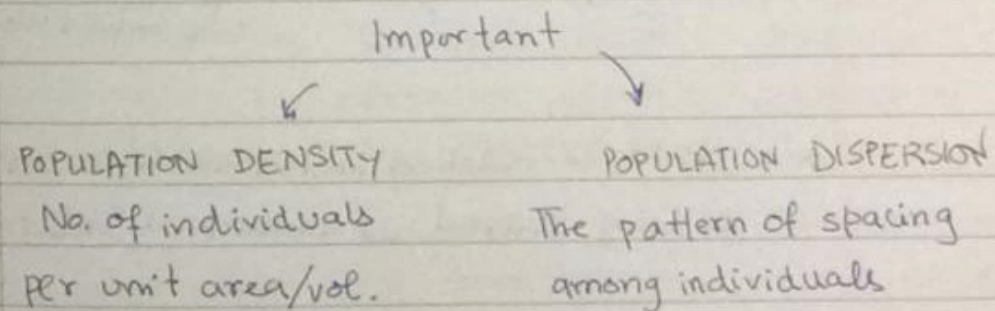 Important
POPULATION DENSITY
No. of individuals
per unit area/vol.
POPULATION DISPERSION
The pattern of spacing
among individuals